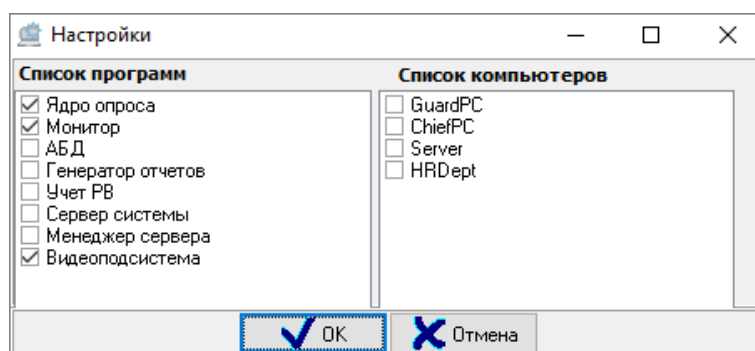 Настройки
Список программ
Ядро опроса
Монитор
АБД
Генератор отчетов
Учет РВ
Сервер системы
Менеджер сервера
Видеоподсистема
Список компьютеров
GuardPC
ChiefPC
Server
HRDept
OK
Отмена